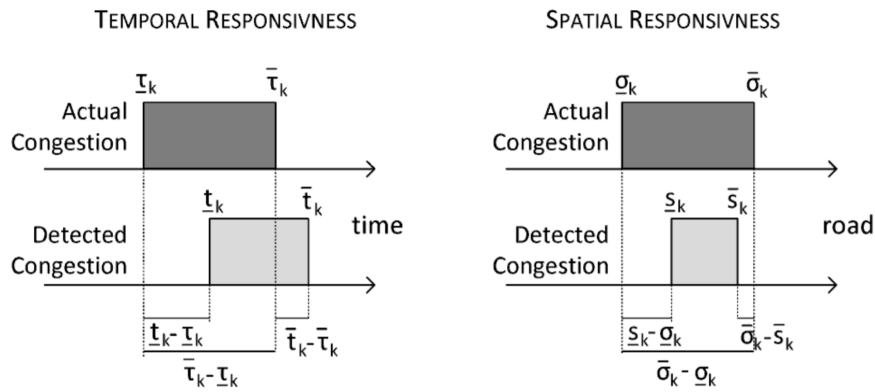 TEMPORAL RESPONSIVNESS
τ̲ₖ τ̅ₖ
Actual
Congestion
t̲ₖ t̅ₖ
time
Detected
Congestion
t̲ₖ-τ̲ₖ t̅ₖ-τ̅ₖ
τ̅ₖ-τ̲ₖ
SPATIAL RESPONSIVNESS
σ̲ₖ σ̅ₖ
Actual
Congestion
s̲ₖ s̅ₖ
road
Detected
Congestion
s̲ₖ-σ̲ₖ σ̅ₖ-s̅ₖ
σ̅ₖ-σ̲ₖ